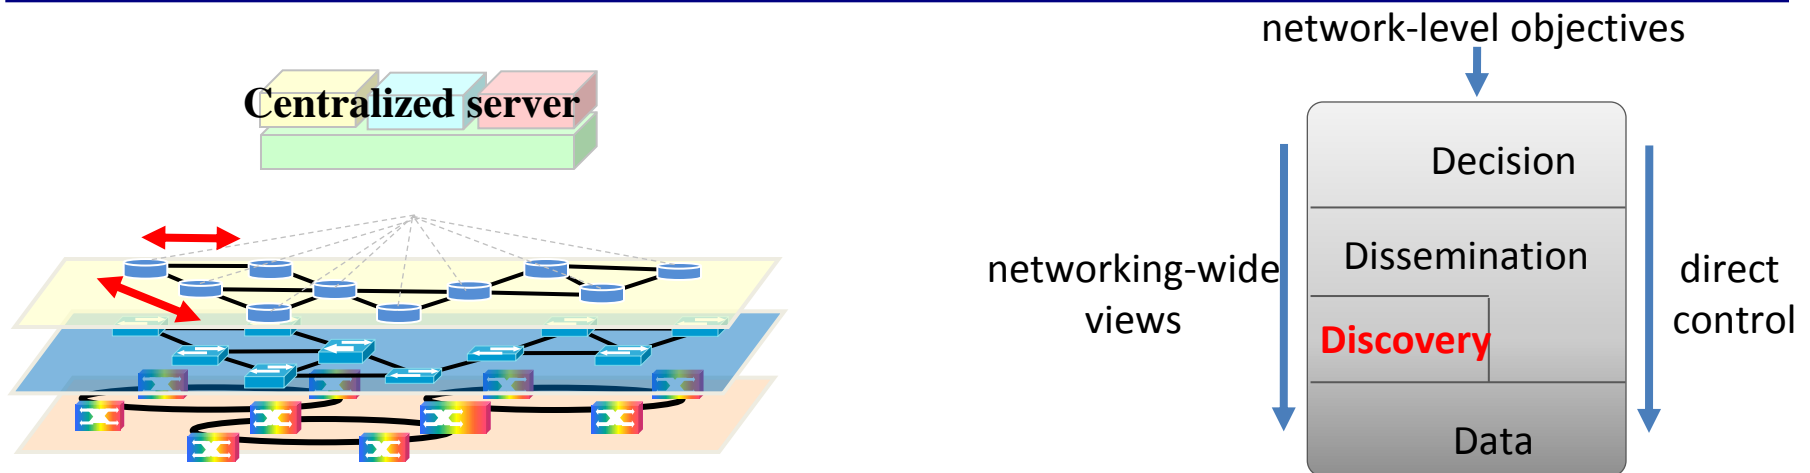 network-level objectives
Centralized server
Decision
Dissemination
networking-wide
views
direct
control
Discovery
Data